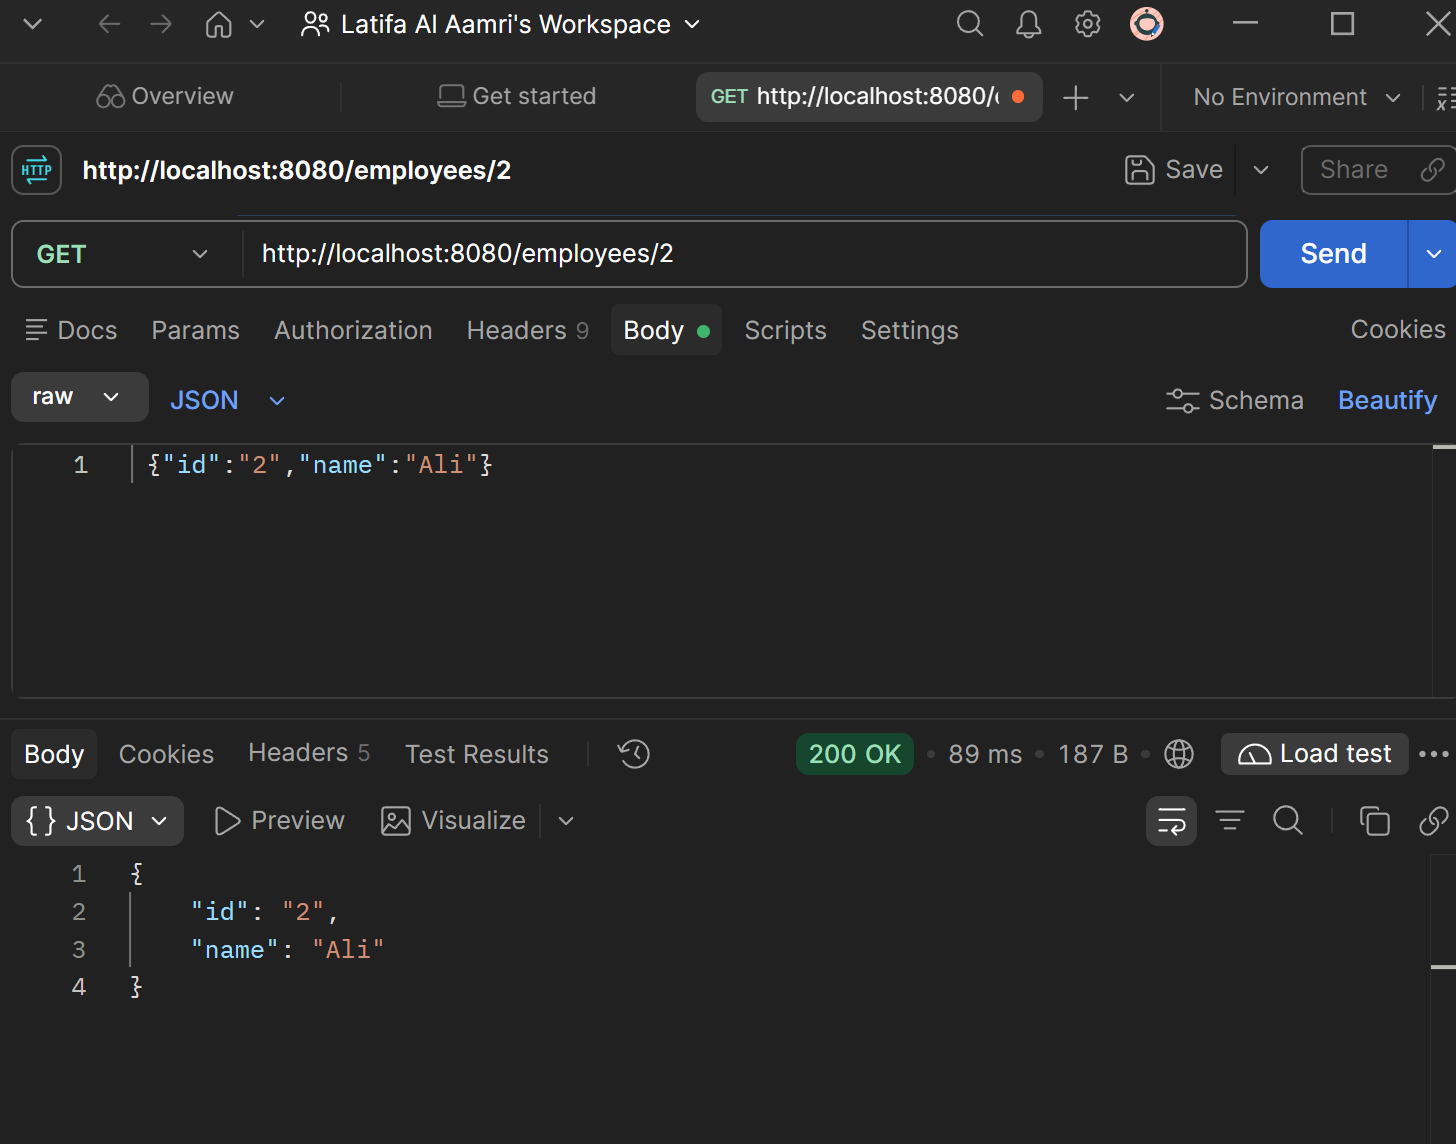 Latifa Al Aamri's Workspace
Overview
Get started
GET http://localhost:8080/
No Environment
HTTP
http://localhost:8080/employees/2
Save
Share
GET
http://localhost:8080/employees/2
Send
Docs
Params
Authorization
Headers 9
Body
Scripts
Settings
Cookies
raw
JSON
Schema
Beautify
1 {"id":"2","name":"Ali"}
Body
Cookies
Headers 5
Test Results
200 OK • 89 ms • 187 B •
Load test
{} JSON
Preview
Visualize
1 {
2 "id": "2",
3 "name": "Ali"
4 }